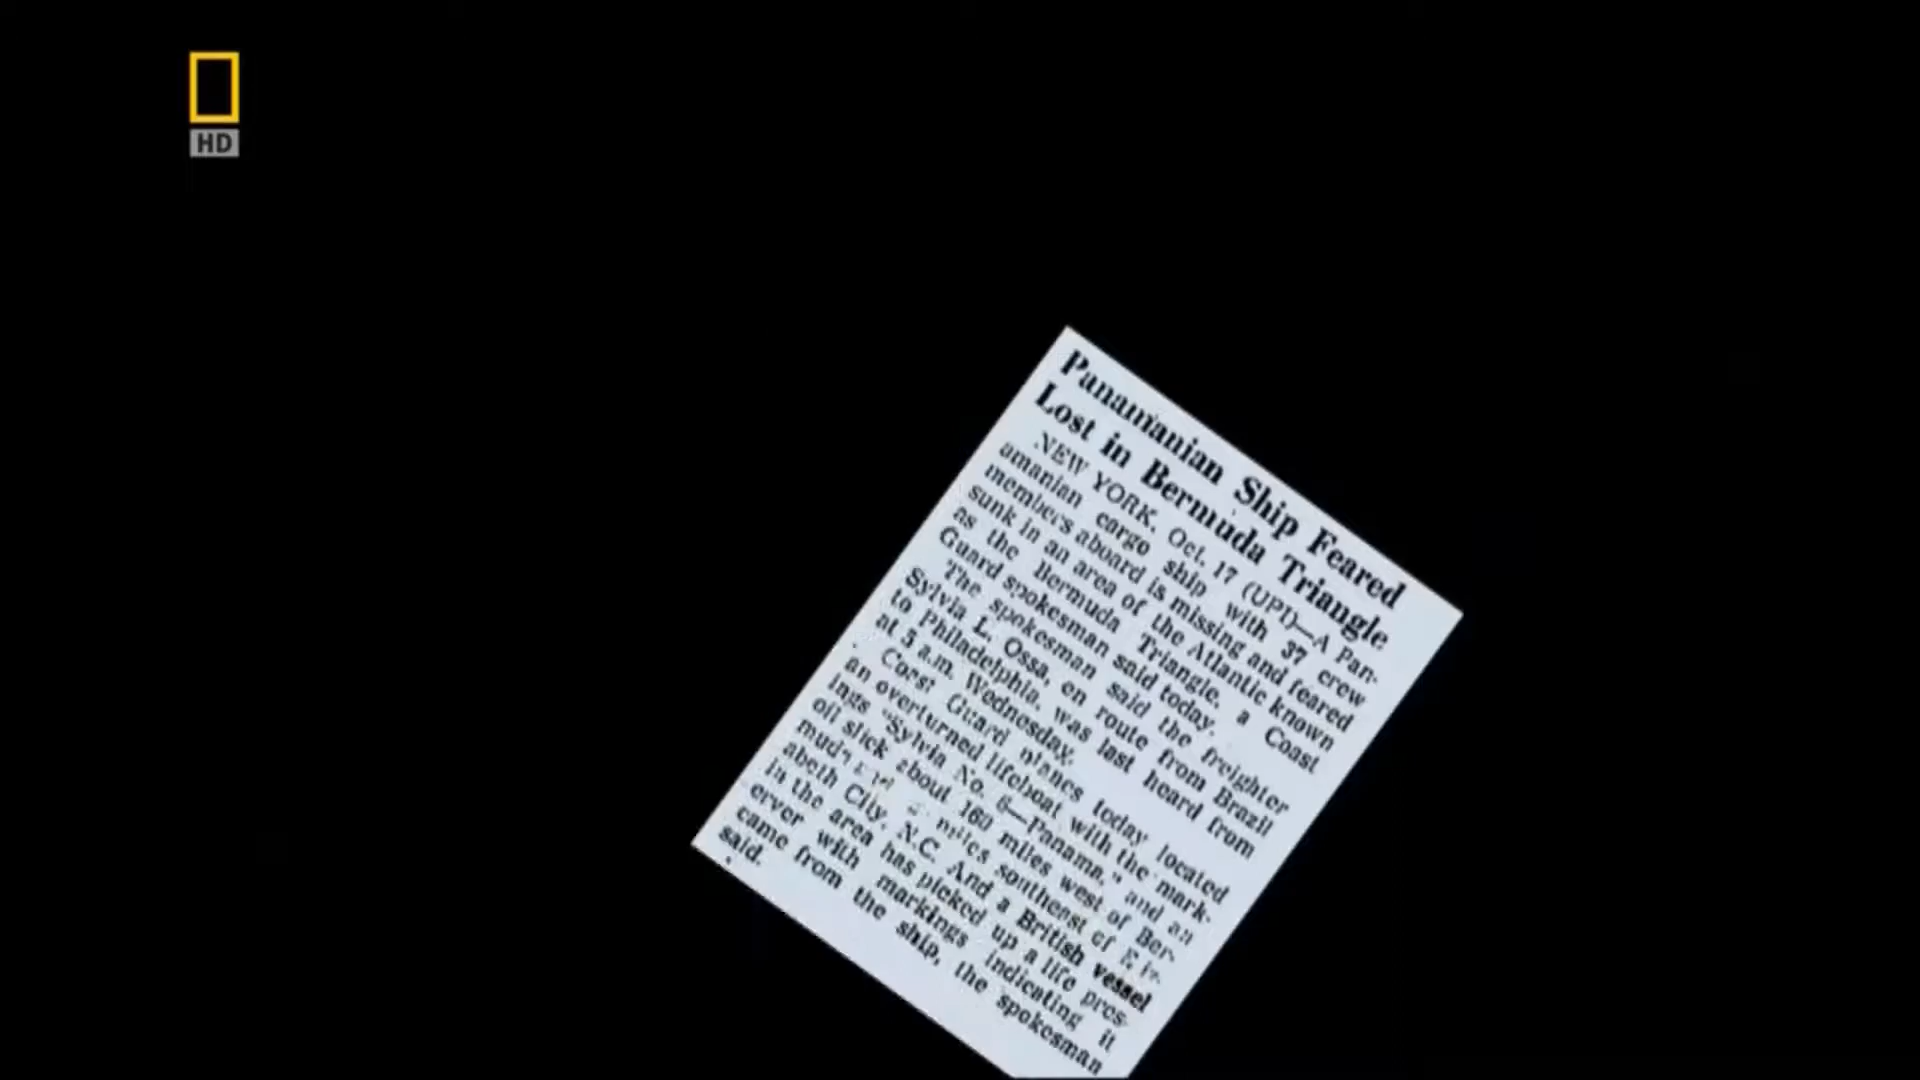 HD
Panamanian Ship Feared
Lost in Bermuda Triangle
NEW YORK, Oct. 17 (UPI)—A Pan-
amanian cargo ship with 37 crew
members aboard is missing and feared
sunk in an area of the Atlantic known
as the Bermuda Triangle, a Coast
Guard spokesman said today.
The spokesman said the freighter
Sylvia L. Ossa, en route from Brazil
to Philadelphia, was last heard from
at 5 a.m. Wednesday.
Coast Guard planes today located
an overturned lifeboat with the mark-
ings "Sylvia No. 6—Panama," and an
oil slick about 160 miles west of Ber-
miles southeast of
abeth City, N.C. And a British vessel
in the area has picked up a life pres-
erver with markings indicating it
came from the ship, the spokesman
said.